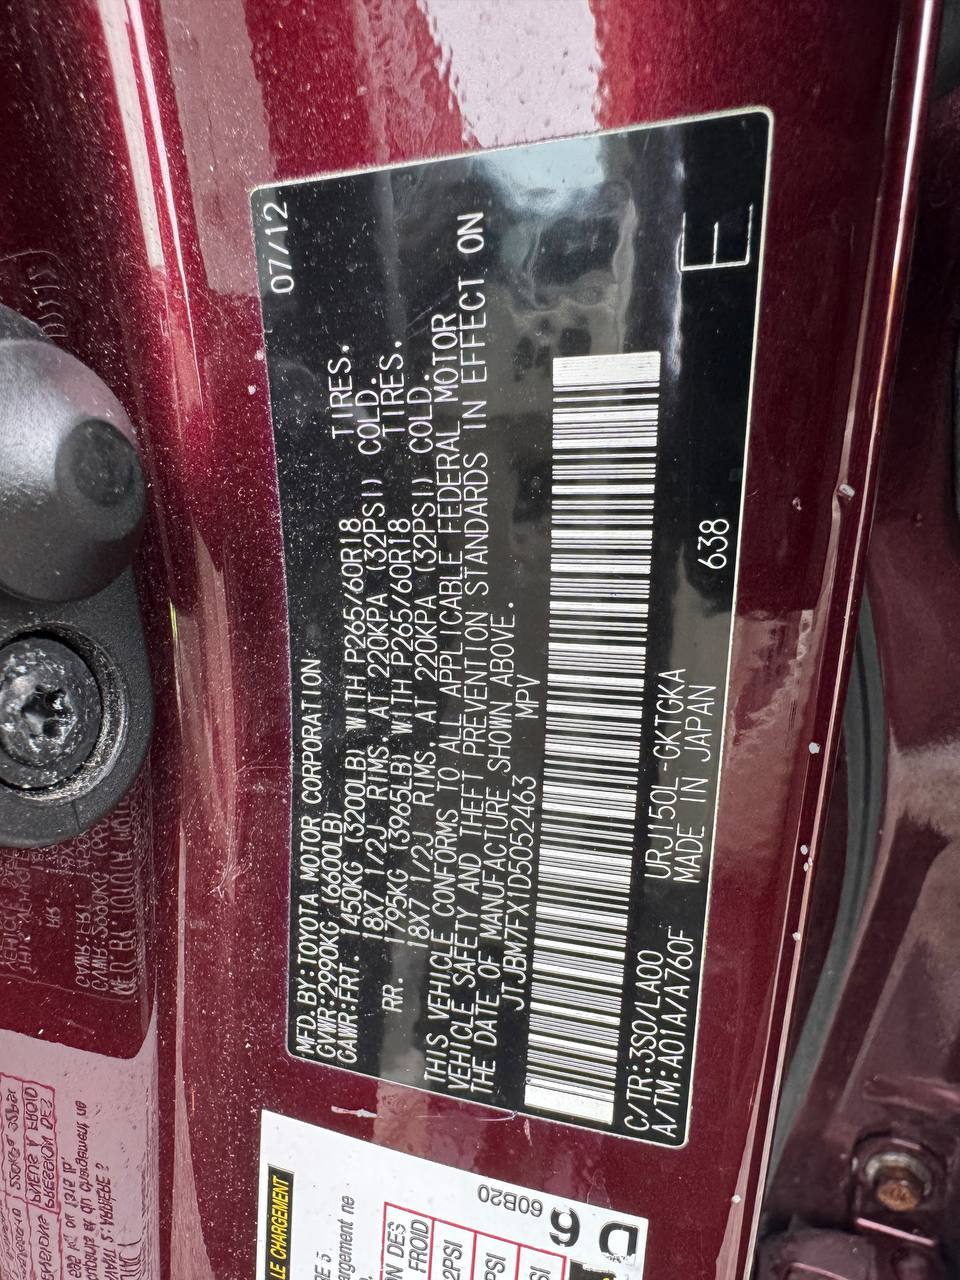 MFD.BY:TOYOTA MOTOR CORPORATION 07/12
GVWR:2990KG (6600LB)
GAWR:FRT. 1450KG (3200LB) WITH P265/60R18 TIRES.
18X7 1/2J RIMS. AT 220KPA (32PSI) COLD.
RR. 1795KG (3965LB) WITH P265/60R18 TIRES.
18X7 1/2J RIMS. AT 220KPA (32PSI) COLD.
THIS VEHICLE CONFORMS TO ALL APPLICABLE FEDERAL MOTOR
VEHICLE SAFETY AND THEFT PREVENTION STANDARDS IN EFFECT ON
THE DATE OF MANUFACTURE SHOWN ABOVE.
JTJBM7FX1D5052463 MPV
C/TR:3S0/LA00 URJ150L-GKTGKA
A/TM:A01A/A760F MADE IN JAPAN 638
E
LE CHARGEMENT
60B20